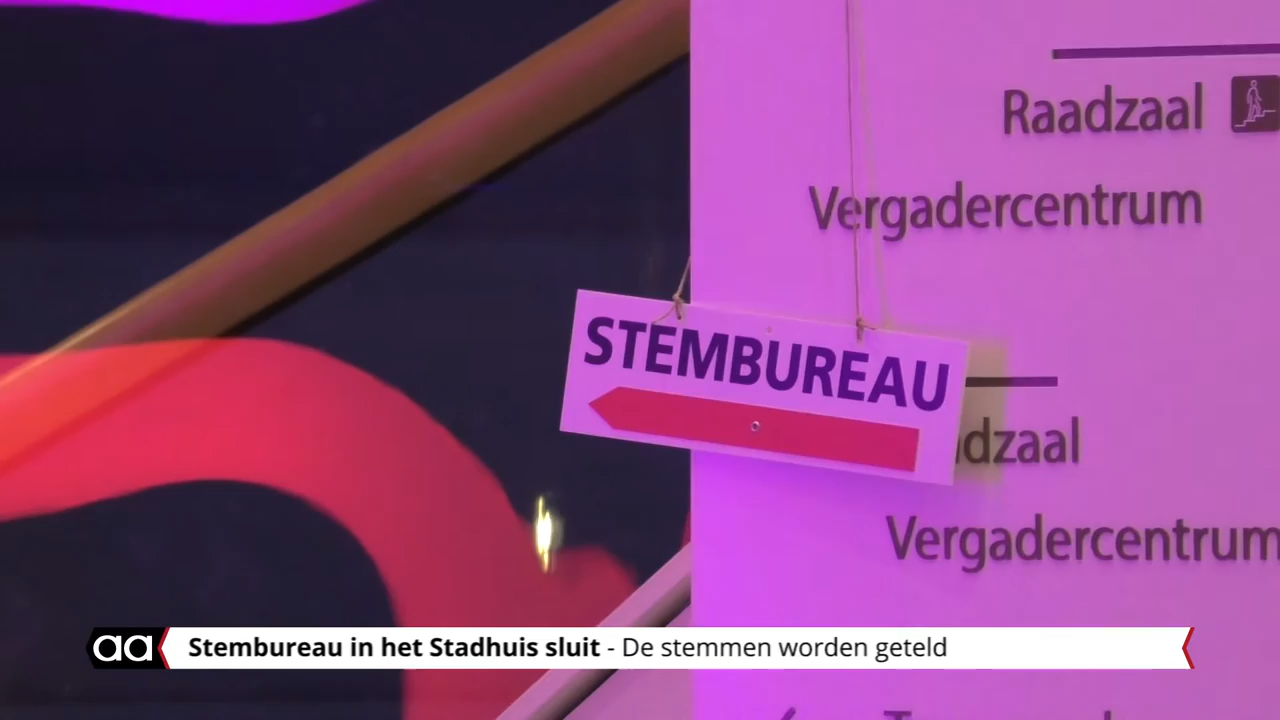 Raadzaal
Vergadercentrum
STEMBUREAU
dzaal
Vergadercentrum
aa Stembureau in het Stadhuis sluit - De stemmen worden geteld